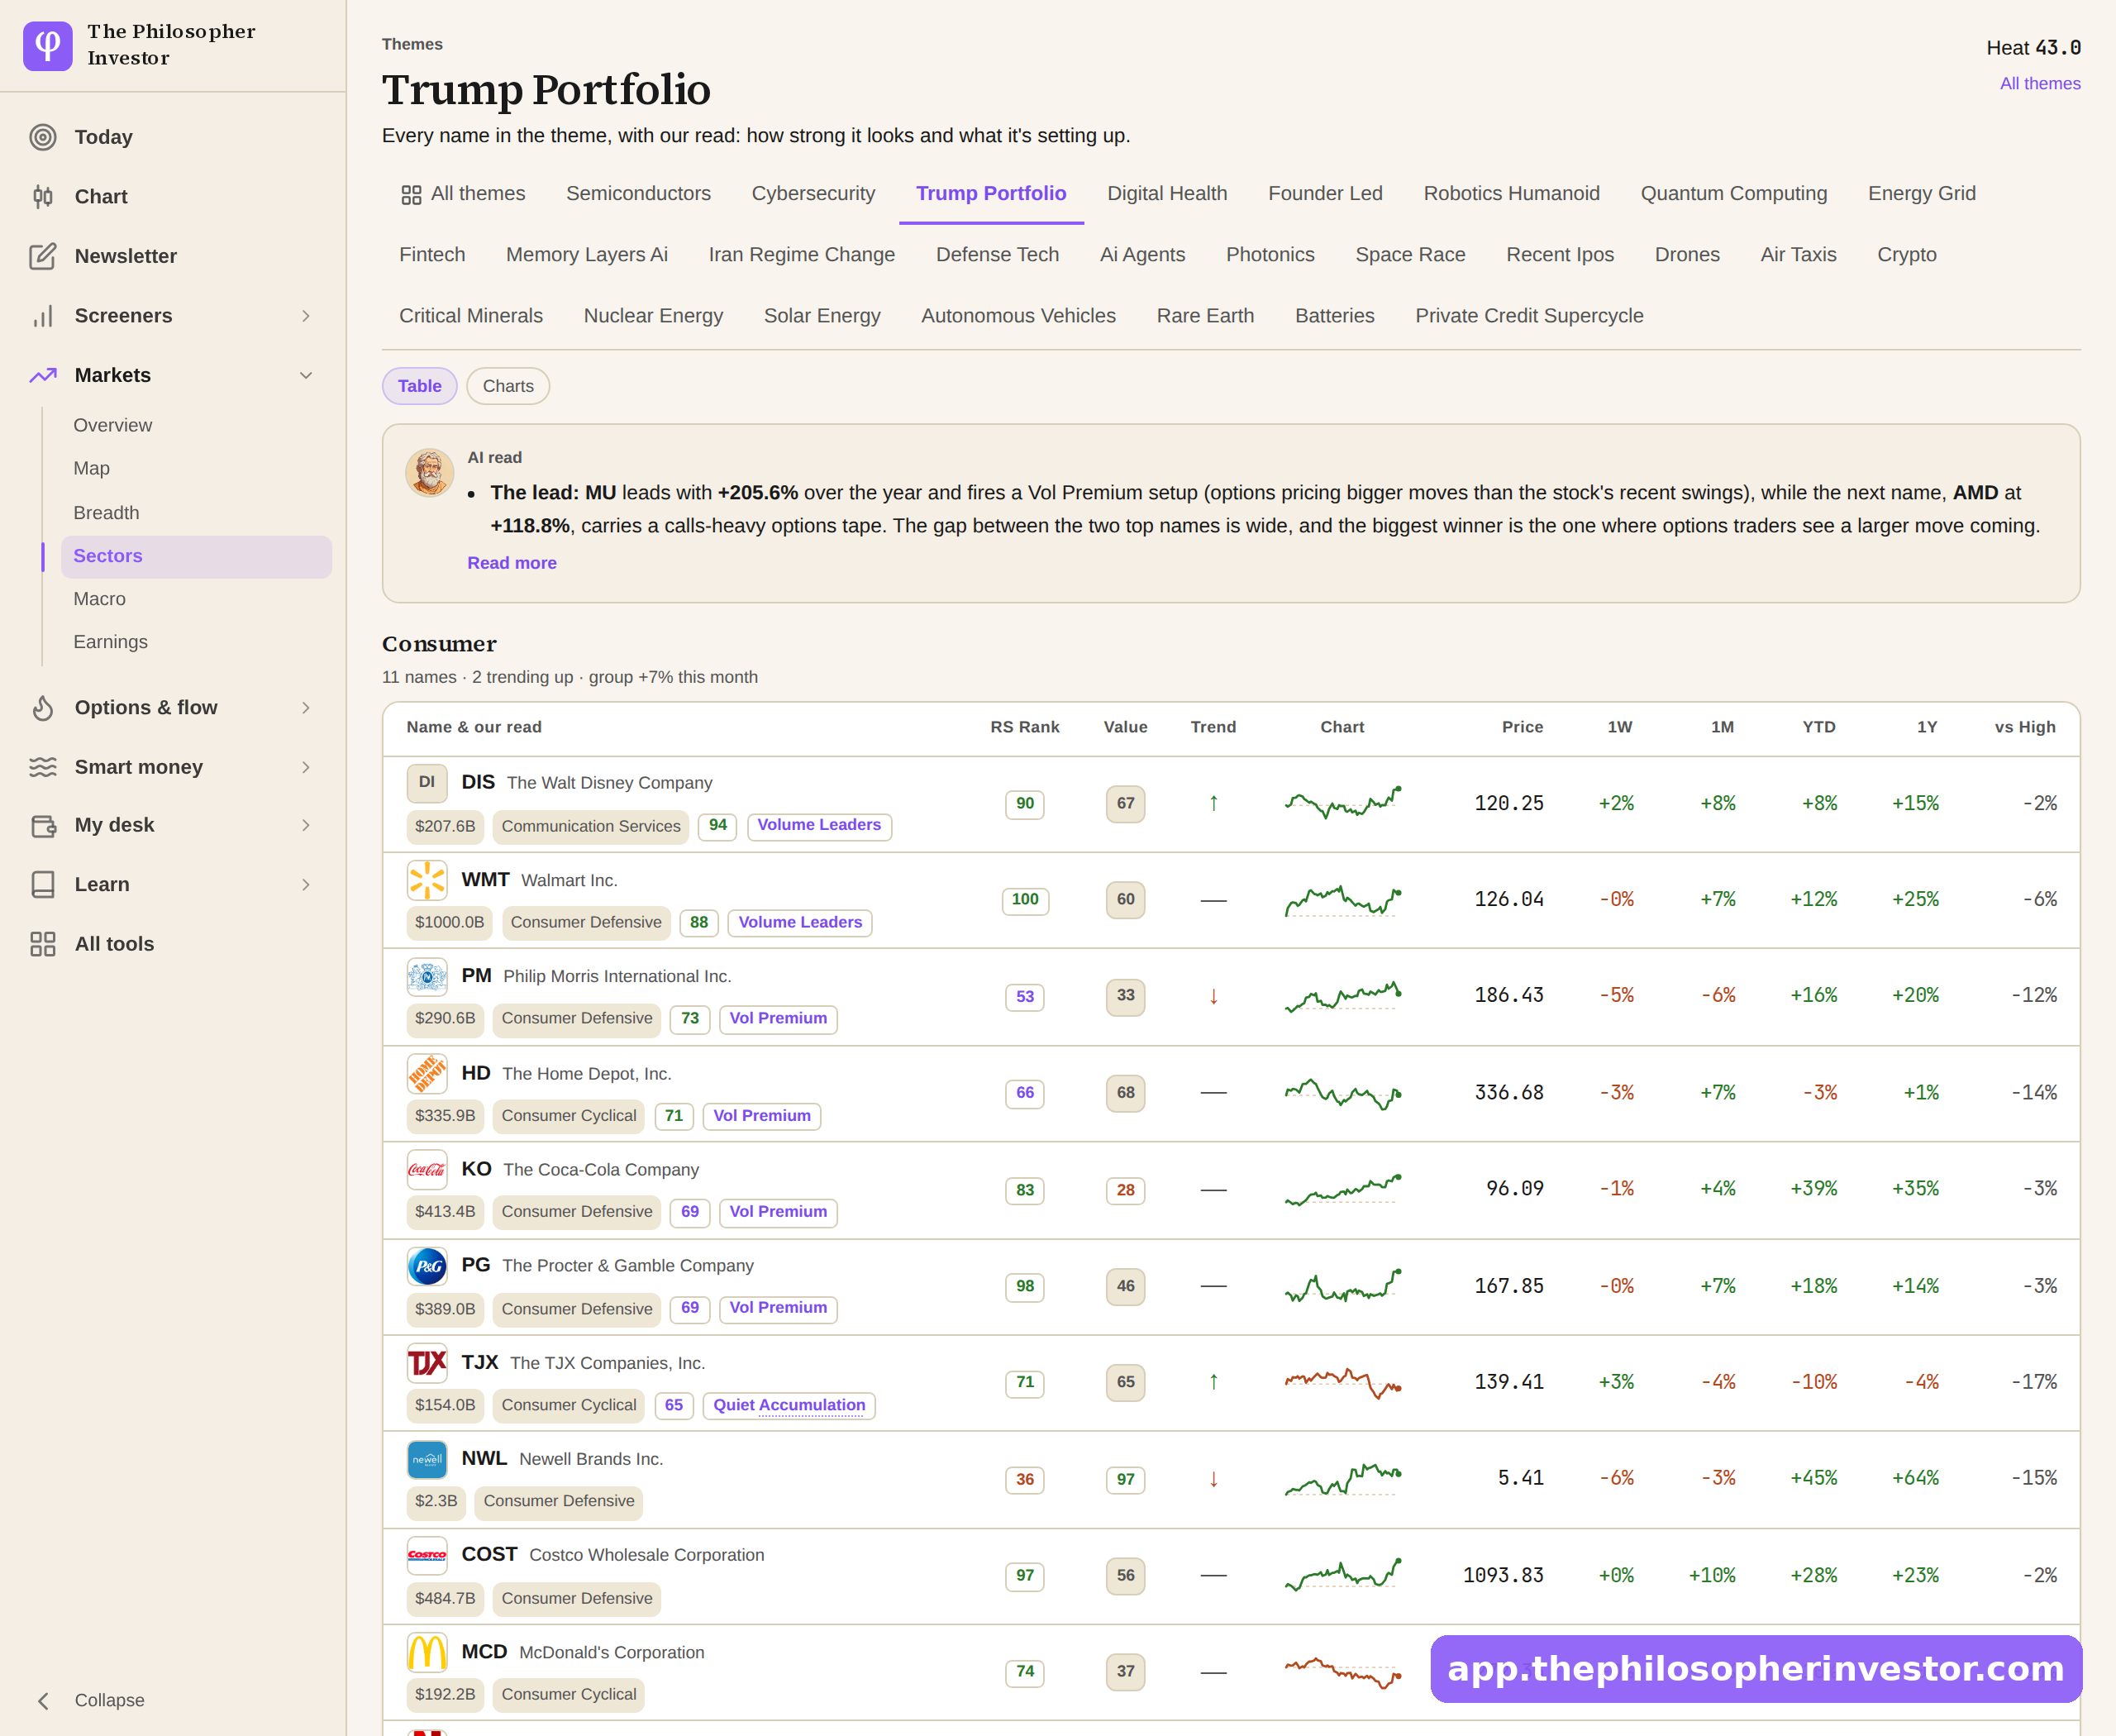 φ
The Philosopher
Investor
Today
Chart
Newsletter
Screeners
Markets
Overview
Map
Breadth
Sectors
Macro
Earnings
Options & flow
Smart money
My desk
Learn
All tools
Collapse
Themes
Heat 43.0
Trump Portfolio
All themes
Every name in the theme, with our read: how strong it looks and what it's setting up.
All themes Semiconductors Cybersecurity Trump Portfolio Digital Health Founder Led Robotics Humanoid Quantum Computing Energy Grid
Fintech Memory Layers Ai Iran Regime Change Defense Tech Ai Agents Photonics Space Race Recent Ipos Drones Air Taxis Crypto
Critical Minerals Nuclear Energy Solar Energy Autonomous Vehicles Rare Earth Batteries Private Credit Supercycle
Table Charts
AI read
• The lead: MU leads with +205.6% over the year and fires a Vol Premium setup (options pricing bigger moves than the stock's recent swings), while the next name, AMD at
+118.8%, carries a calls-heavy options tape. The gap between the two top names is wide, and the biggest winner is the one where options traders see a larger move coming.
Read more
Consumer
11 names · 2 trending up · group +7% this month
Name & our read RS Rank Value Trend Chart Price 1W 1M YTD 1Y vs High
DI DIS The Walt Disney Company
90 67 ↑ 120.25 +2% +8% +8% +15% -2%
$207.6B Communication Services 94 Volume Leaders
WMT Walmart Inc.
100 60 — 126.04 -0% +7% +12% +25% -6%
$1000.0B Consumer Defensive 88 Volume Leaders
PM Philip Morris International Inc.
53 33 ↓ 186.43 -5% -6% +16% +20% -12%
$290.6B Consumer Defensive 73 Vol Premium
HOME DEPOT HD The Home Depot, Inc.
66 68 — 336.68 -3% +7% -3% +1% -14%
$335.9B Consumer Cyclical 71 Vol Premium
Coca-Cola KO The Coca-Cola Company
83 28 — 96.09 -1% +4% +39% +35% -3%
$413.4B Consumer Defensive 69 Vol Premium
P&G PG The Procter & Gamble Company
98 46 — 167.85 -0% +7% +18% +14% -3%
$389.0B Consumer Defensive 69 Vol Premium
TJX TJX The TJX Companies, Inc.
71 65 ↑ 139.41 +3% -4% -10% -4% -17%
$154.0B Consumer Cyclical 65 Quiet Accumulation
newell NWL Newell Brands Inc.
36 97 ↓ 5.41 -6% -3% +45% +64% -15%
$2.3B Consumer Defensive
COSTCO COST Costco Wholesale Corporation
97 56 — 1093.83 +0% +10% +28% +23% -2%
$484.7B Consumer Defensive
MCD McDonald's Corporation
74 37 —
$192.2B Consumer Cyclical
app.thephilosopherinvestor.com